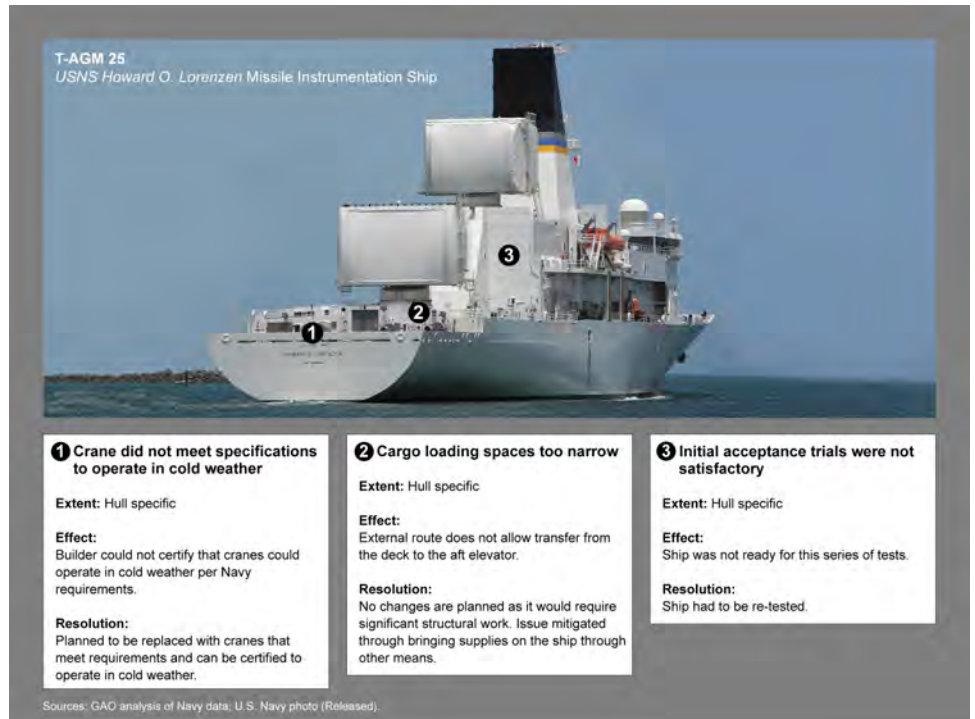 T-AGM 25
USNS Howard O. Lorenzen Missile Instrumentation Ship
3
2
1
1 Crane did not meet specifications
to operate in cold weather
Extent: Hull specific
Effect:
Builder could not certify that cranes could
operate in cold weather per Navy
requirements.
Resolution:
Planned to be replaced with cranes that
meet requirements and can be certified to
operate in cold weather.
2 Cargo loading spaces too narrow
Extent: Hull specific
Effect:
External route does not allow transfer from
the deck to the aft elevator.
Resolution:
No changes are planned as it would require
significant structural work. Issue mitigated
through bringing supplies on the ship through
other means.
3 Initial acceptance trials were not
satisfactory
Extent: Hull specific
Effect:
Ship was not ready for this series of tests.
Resolution:
Ship had to be re-tested.
Sources: GAO analysis of Navy data; U.S. Navy photo (Released).